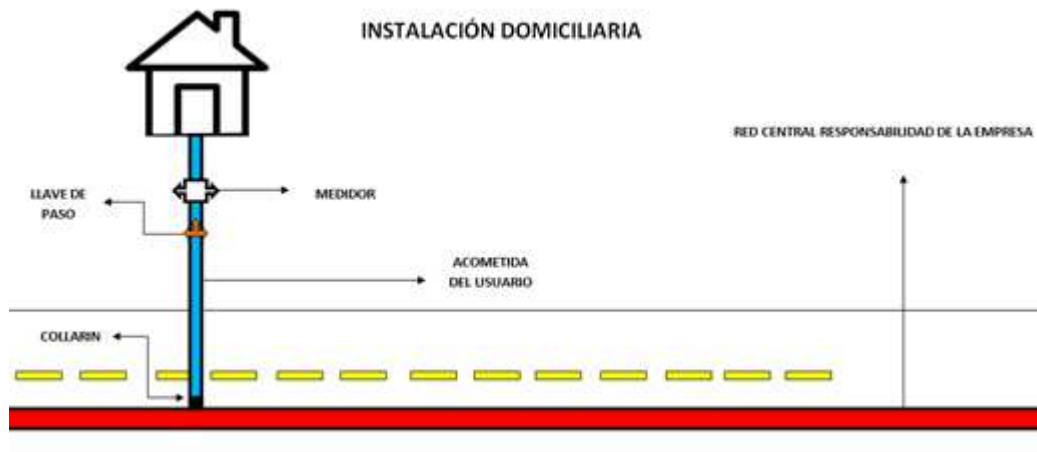 INSTALACIÓN DOMICILIARIA
RED CENTRAL RESPONSABILIDAD DE LA EMPRESA
LLAVE DE
PASO
MEDIDOR
ACOMETIDA
DEL USUARIO
COLLARIN